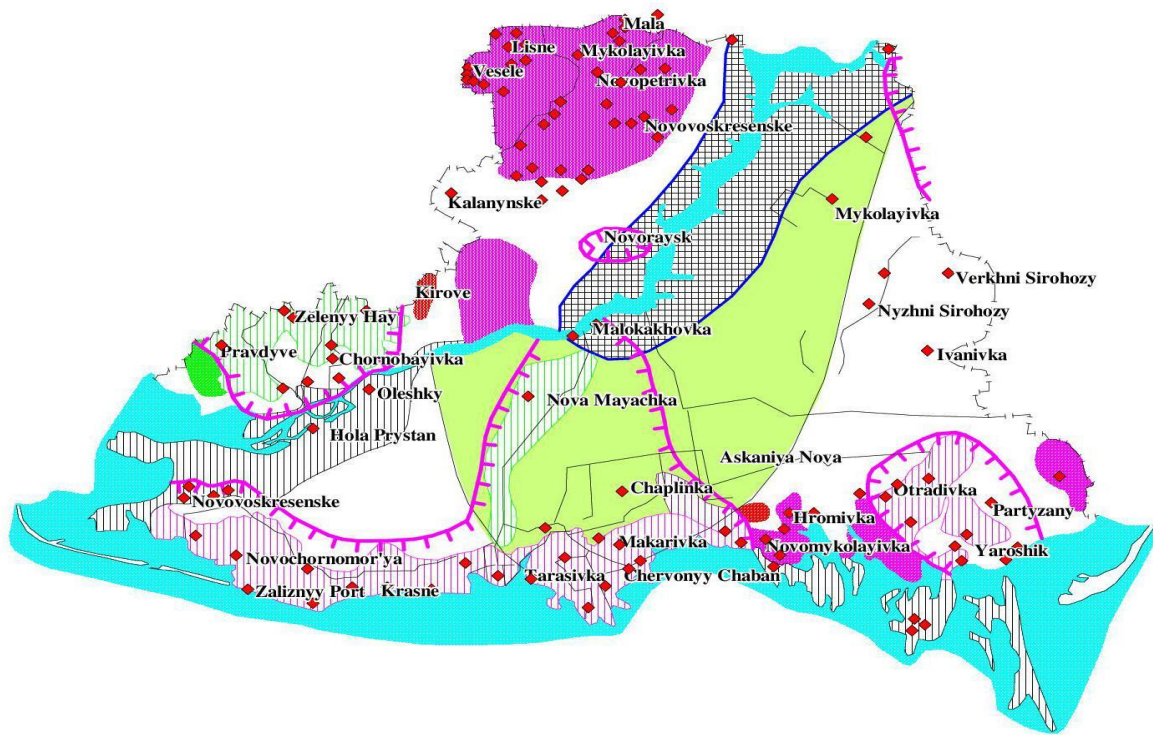 Mala
Lisne
Mykolayivka
Vesele
Novopetrivka
Novovoskresenske
Kalanynske
Mykolayivka
Novoraysk
Verkhni Sirohozy
Kirove
Nyzhni Sirohozy
Zelenyy Hay
Malokakhovka
Pravdyve
Chornobayivka
Ivanivka
Oleshky
Nova Mayachka
Hola Prystan
Askaniya Nova
Novovoskresenske
Chaplinka
Otradivka
Partyzany
Hromivka
Makarivka
Novomykolayivka
Yaroshik
Novochornomor'ya
Tarasivka
Chervonyy Chaban
Zaliznyy Port
Krasne